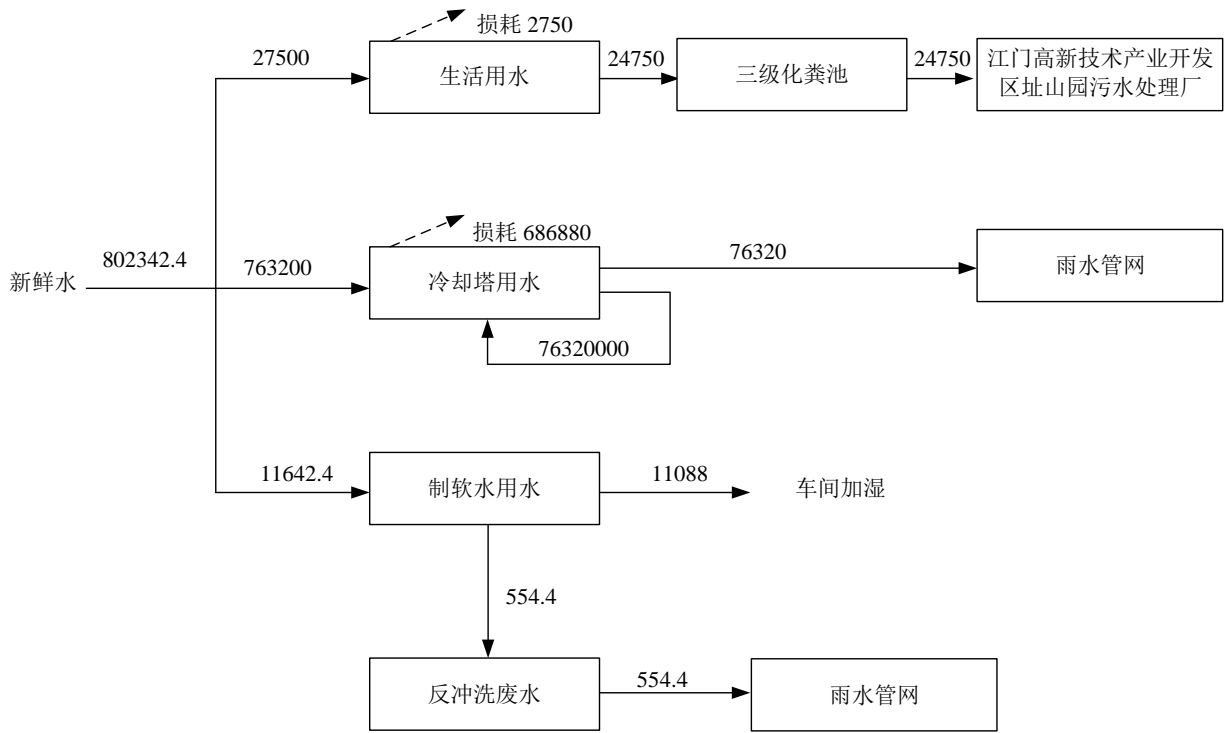 损耗 2750
27500
生活用水
24750
三级化粪池
24750
江门高新技术产业开发
区址山园污水处理厂
损耗 686880
新鲜水
802342.4
763200
冷却塔用水
76320
雨水管网
76320000
11642.4
制软水用水
11088
车间加湿
554.4
反冲洗废水
554.4
雨水管网